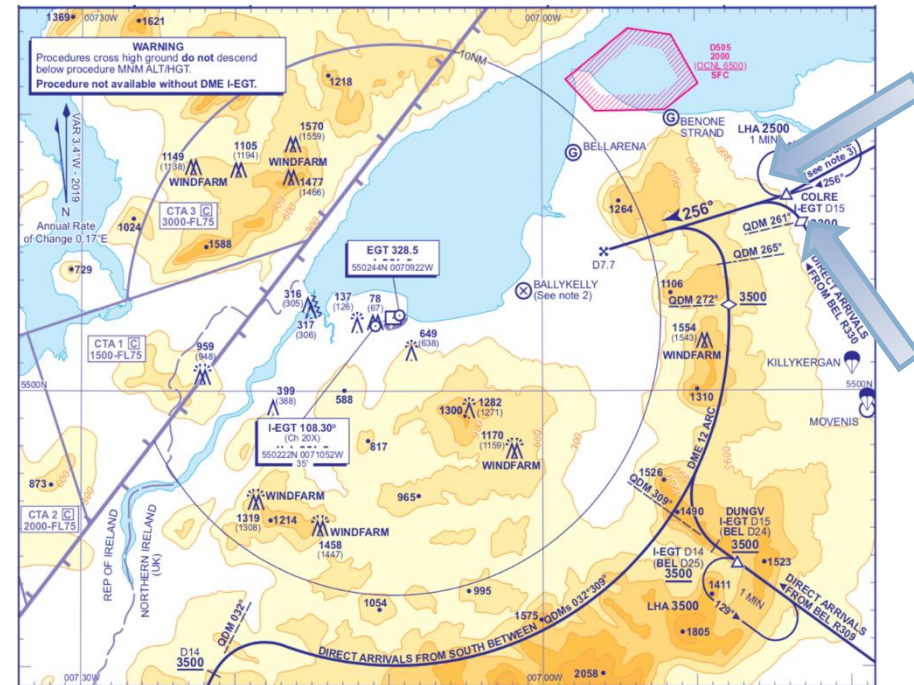 007'30W
007'00W
1369
1621
WARNING
Procedures cross high ground do not descend
below procedure MNM ALT/HGT.
Procedure not available without DME I-EGT.
10NM
1218
D505
2000
(OCNL 6500)
SFC
BENONE
STRAND
BELLARENA
LHA 2500
1 MIN
(see note 3)
256°
COLRE
I-EGT D15
VAR 3.4°W - 2019
N
Annual Rate
of Change 0.17°E
1149
(1138)
1105
(1194)
1570
(1559)
WINDFARM
WINDFARM
1477
(1466)
CTA 3 C
3000-FL75
1024
1588
729
600
1264
256°
QDM 261°
QDM 265°
D7.7
DIRECT ARRIVALS
FROM BEL R330
EGT 328.5
550244N 0070922W
BALLYKELLY
(See note 2)
1106
QDM 272°
3500
316
(305)
317
(306)
137
(126)
78
(67)
649
(638)
1554
(1543)
WINDFARM
CTA 1 C
1500-FL75
959
(948)
KILLYKERGAN
5500N
5500N
MOVENIS
399
(388)
588
1282
1300
(1271)
1310
DME 12 ARC
I-EGT 108.30°
(Ch 20X)
550222N 0071052W
35'
817
1170
(1159)
WINDFARM
873
CTA 2 C
2000-FL75
965
1526
QDM 309°
1490
WINDFARM
1319
(1308)
1214
WINDFARM
1458
(1447)
DUNGV
I-EGT D15
(BEL D24)
3500
I-EGT D14
(BEL D25)
3500
1523
REP OF IRELAND
NORTHERN IRELAND
(UK)
995
1054
1411
1 MIN
129°
LHA 3500
DIRECT ARRIVALS
FROM BEL R309
1575
1805
QDM 032°
D14
3500
DIRECT ARRIVALS FROM SOUTH BETWEEN QDMs 032°309°
2058
007'30W
007'00W